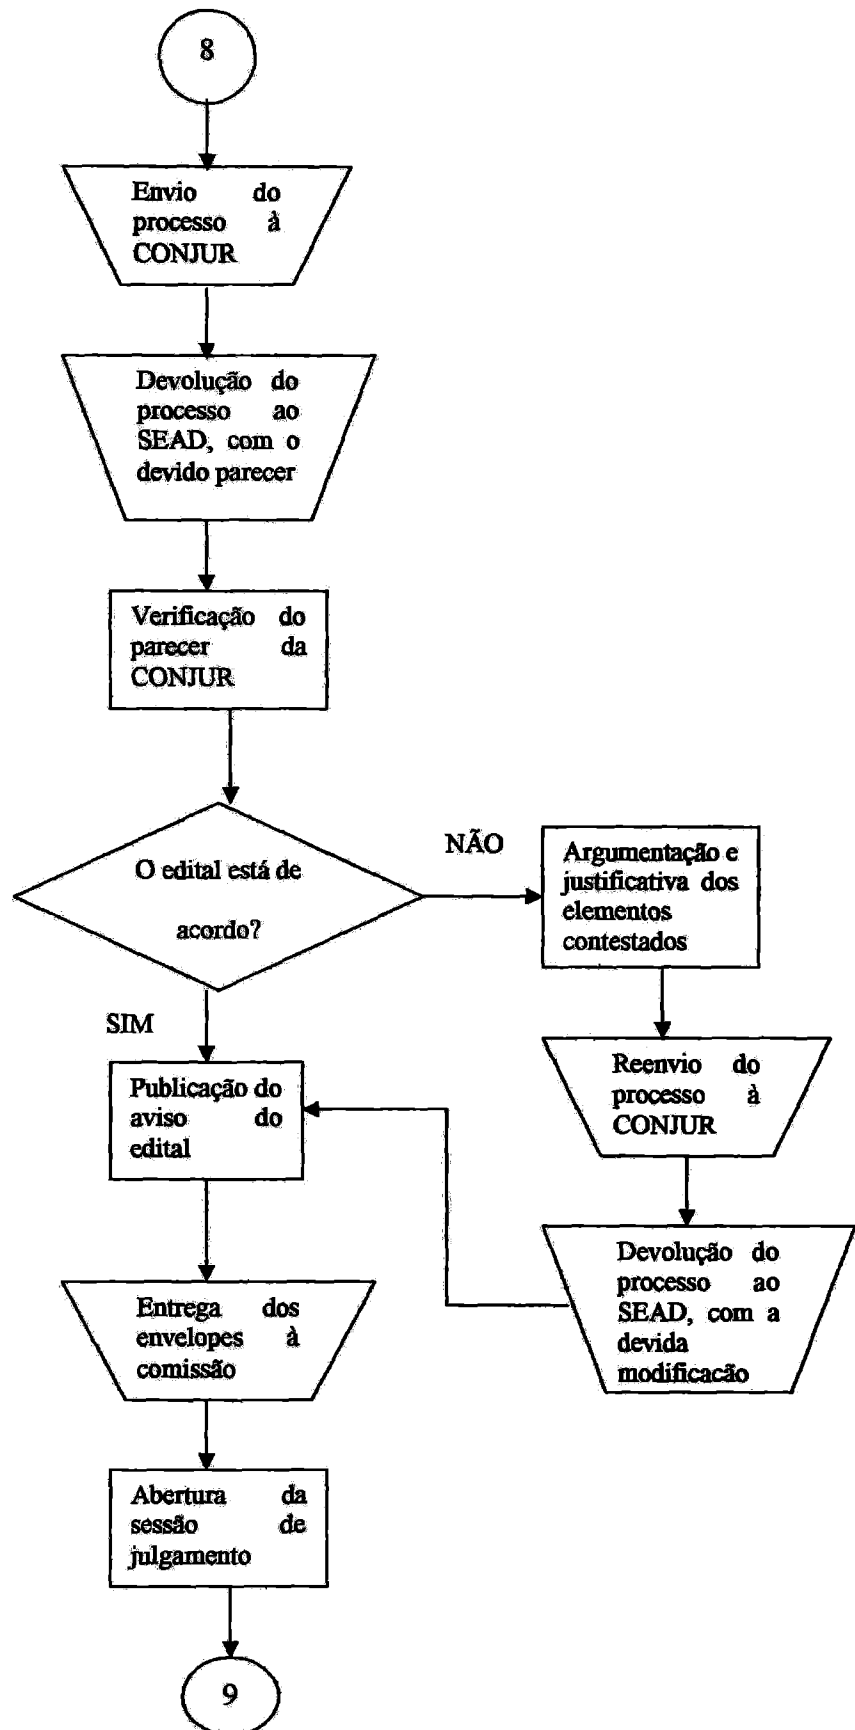 8
Envio do
processo à
CONJUR
Devolução do
processo ao
SEAD, com o
devido parecer
Verificação do
parecer da
CONJUR
O edital está de
acordo?
NÃO
Argumentação e
justificativa dos
elementos
contestados
Reenvio do
processo à
CONJUR
Devolução do
processo ao
SEAD, com a
devida
modificacão
SIM
Publicação do
aviso do
edital
Entrega dos
envelopes à
comissão
Abertura da
sessão de
julgamento
9